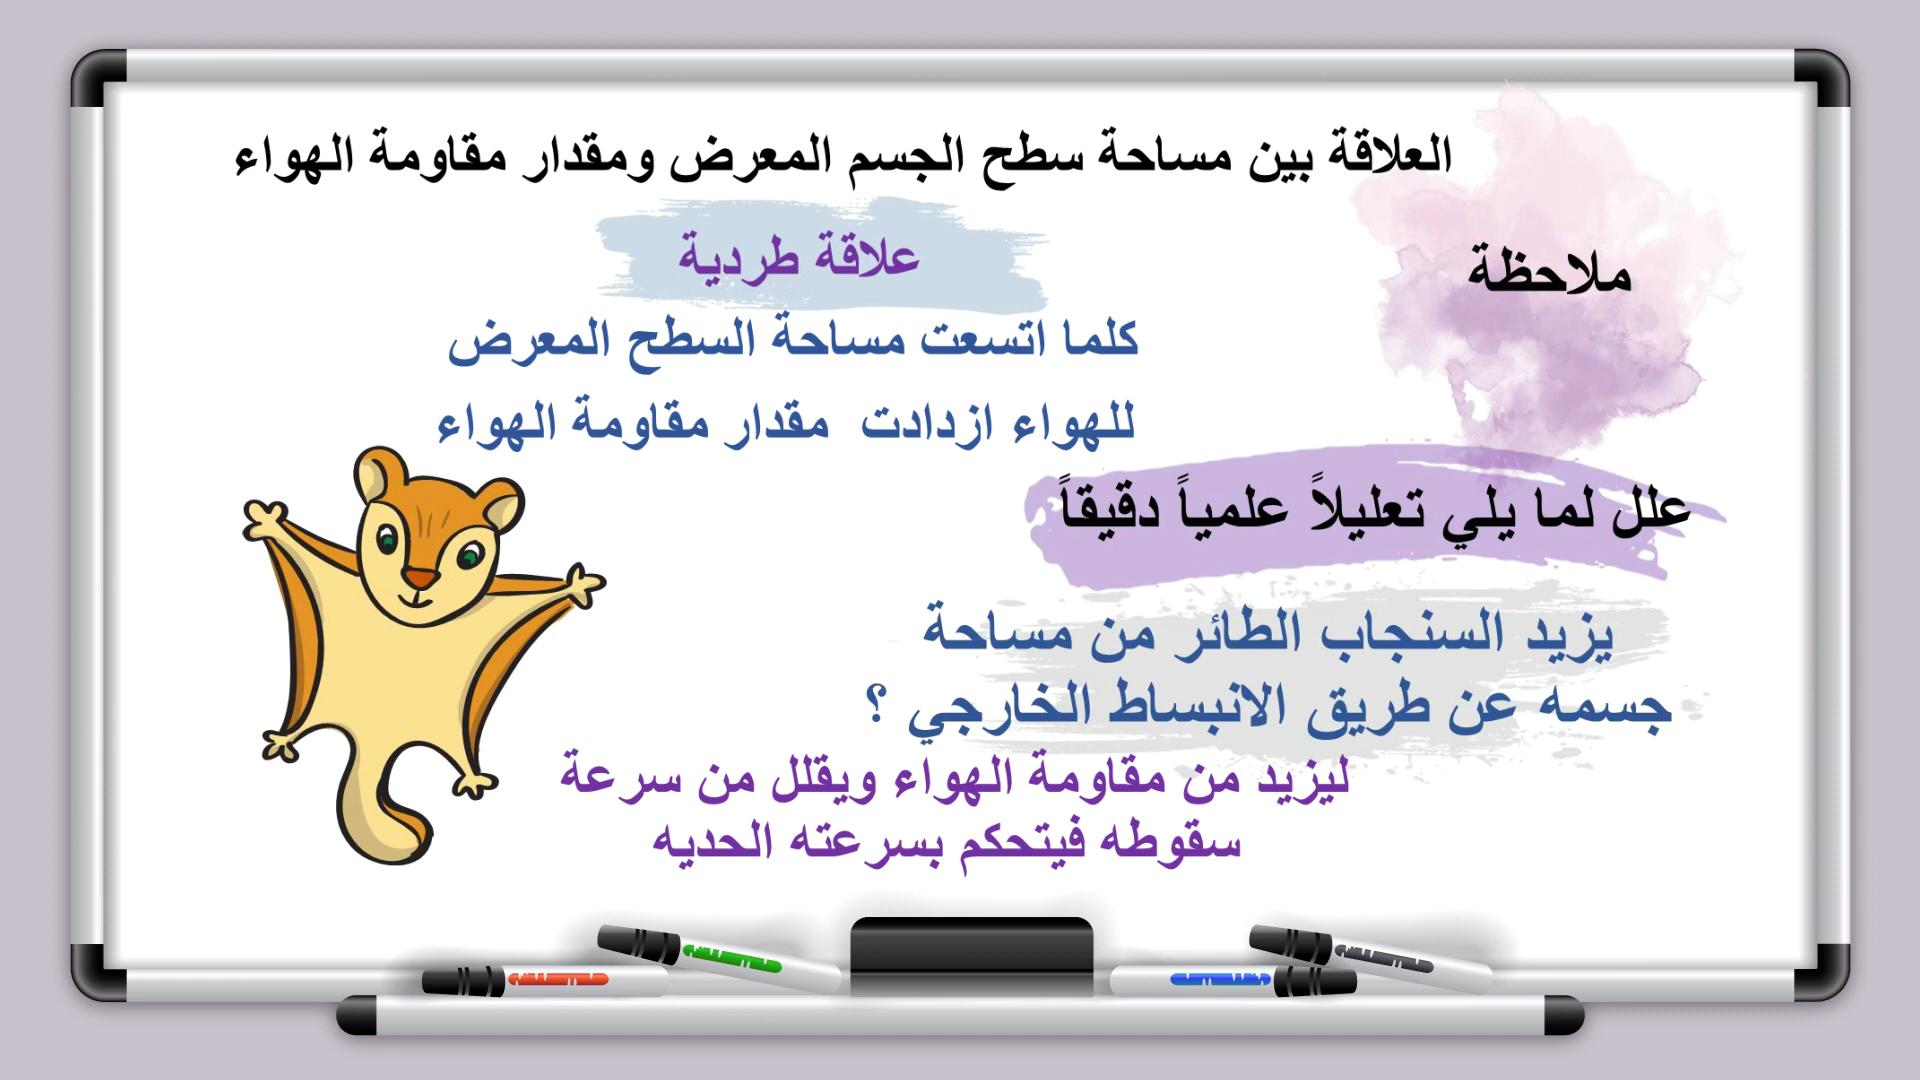 العلاقة بين مساحة سطح الجسم المعرض ومقدار مقاومة الهواء
ملاحظة
علاقة طردية
كلما اتسعت مساحة السطح المعرض
للهواء ازدادت مقدار مقاومة الهواء
علل لما يلي تعليلاً علمياً دقيقاً
يزيد السنجاب الطائر من مساحة
جسمه عن طريق الانبساط الخارجي ؟
ليزيد من مقاومة الهواء ويقلل من سرعة
سقوطه فيتحكم بسرعته الحديه